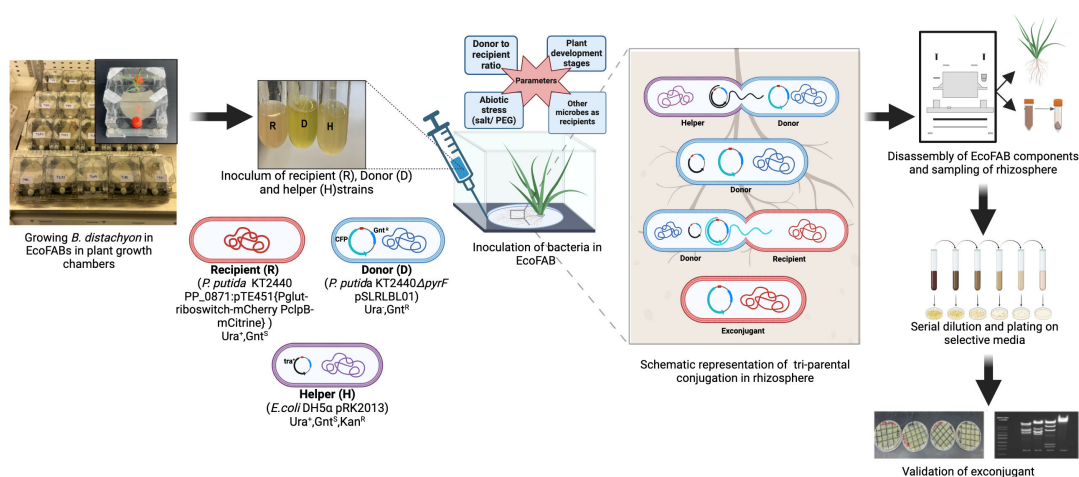 Growing B. distachyon in
EcoFABs in plant growth
chambers
R
D
H
Inoculum of recipient (R), Donor (D)
and helper (H)strains
Recipient (R)
(P. putida KT2440
PP_0871:pTE451{Pglut-
riboswitch-mCherry PclpB-
mCitrine} )
Ura⁺,Gntˢ
CFP
Gntᴿ
Donor (D)
(P. putida KT2440ΔpyrF
pSLRLBL01)
Ura⁻,Gntᴿ
tra⁺
Helper (H)
(E.coli DH5α pRK2013)
Ura⁺,Gntˢ,Kanᴿ
Donor to
recipient
ratio
Plant
development
stages
Parameters
Abiotic
stress
(salt/ PEG)
Other
microbes as
recipients
Inoculation of bacteria in
EcoFAB
Helper
Donor
Donor
Donor
Recipient
Exconjugant
Schematic representation of tri-parental
conjugation in rhizosphere
Disassembly of EcoFAB components
and sampling of rhizosphere
Serial dilution and plating on
selective media
Validation of exconjugant